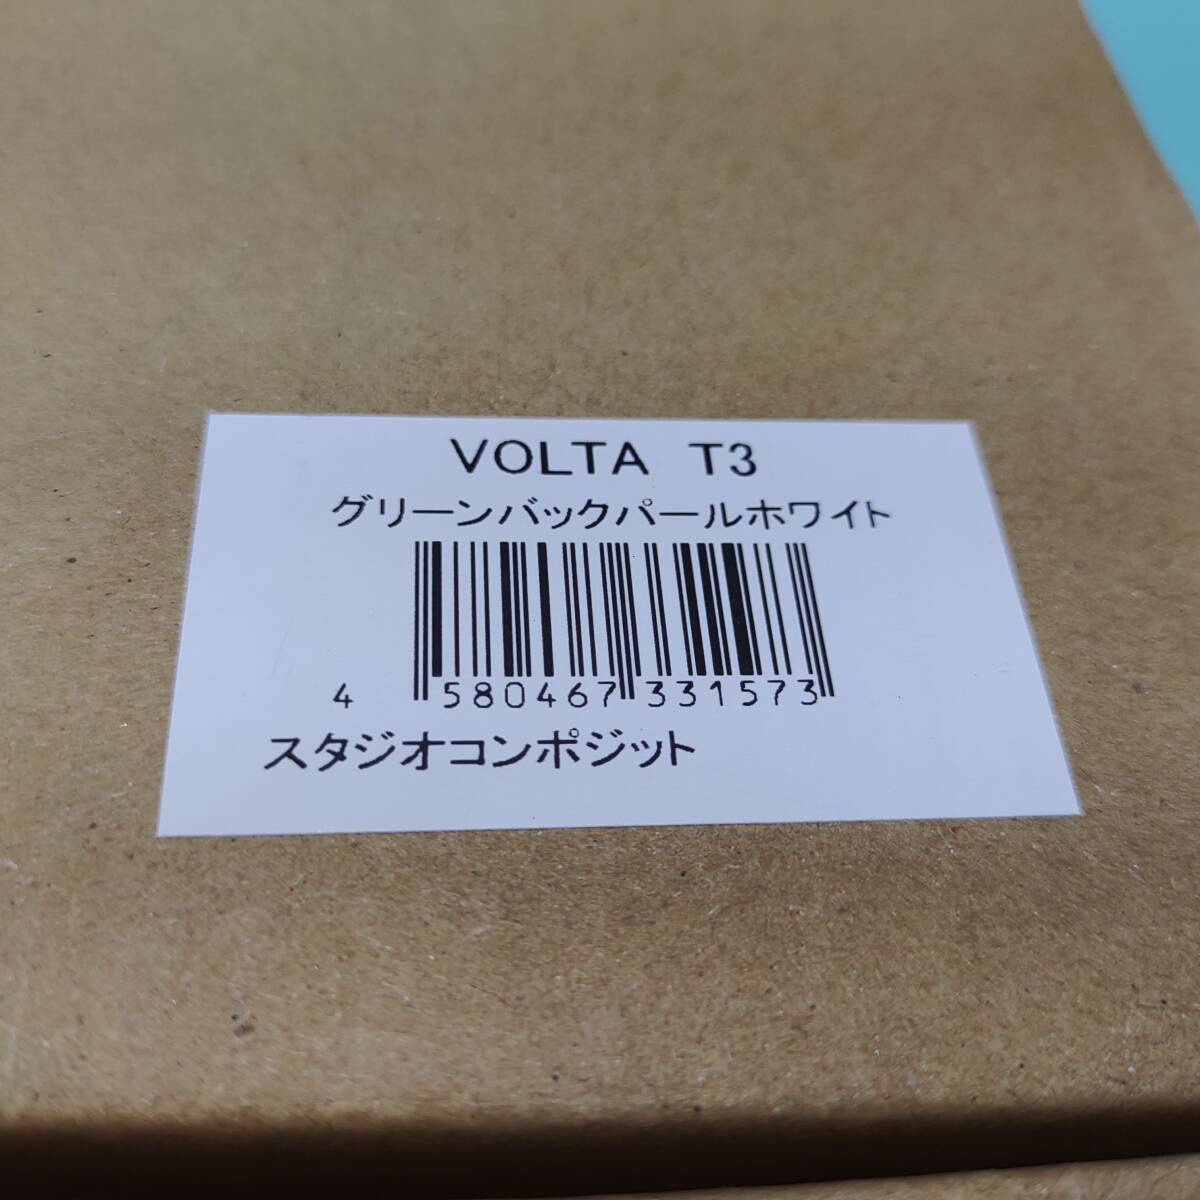 VOLTA T3
グリーンバックパールホワイト
4 580467 331573
スタジオコンポジット